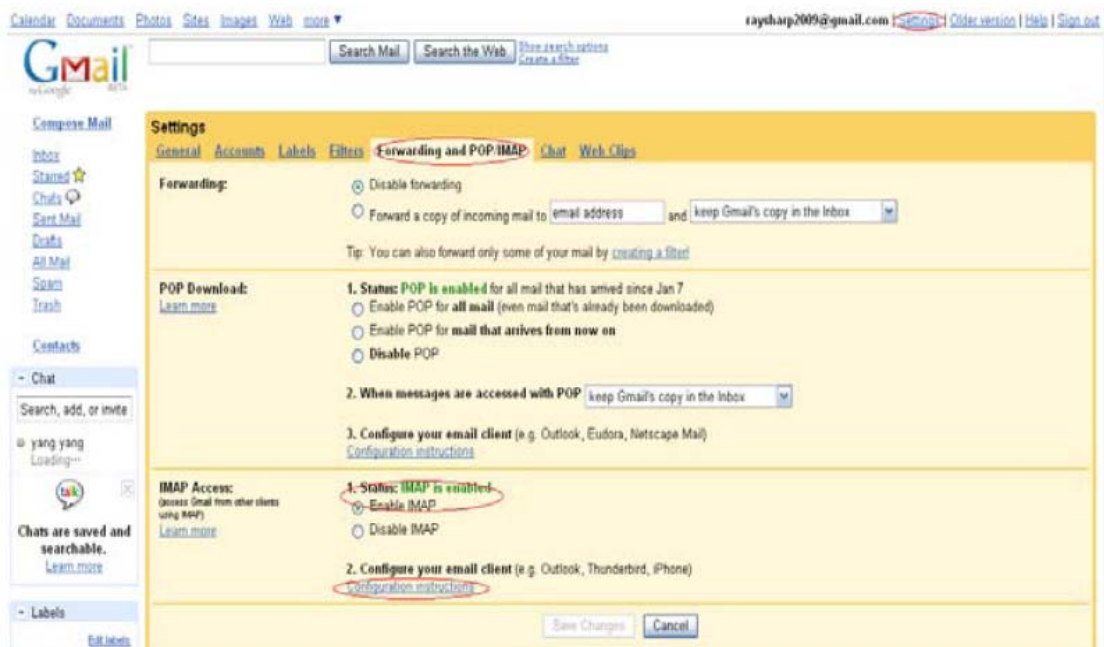 Calendar Documents Photos Sites Images Web more ▼
raysharp2009@gmail.com | Settings | Older version | Help | Sign out
Gmail
by Google BETA
Search Mail Search the Web Show search options
Create a filter
Compose Mail
Inbox
Starred
Chats
Sent Mail
Drafts
All Mail
Spam
Trash
Contacts
- Chat
Search, add, or invite
yang yang
Loading...
talk
Chats are saved and
searchable.
Learn more
- Labels
Edit labels
Settings
General Accounts Labels Filters Forwarding and POP/IMAP Chat Web Clips
Forwarding:
Disable forwarding
Forward a copy of incoming mail to email address and keep Gmail's copy in the Inbox
Tip: You can also forward only some of your mail by creating a filter!
POP Download:
Learn more
1. Status: POP is enabled for all mail that has arrived since Jan 7
Enable POP for all mail (even mail that's already been downloaded)
Enable POP for mail that arrives from now on
Disable POP
2. When messages are accessed with POP keep Gmail's copy in the Inbox
3. Configure your email client (e.g. Outlook, Eudora, Netscape Mail)
Configuration instructions
IMAP Access:
(access Gmail from other clients
using IMAP)
Learn more
1. Status: IMAP is enabled
Enable IMAP
Disable IMAP
2. Configure your email client (e.g. Outlook, Thunderbird, iPhone)
Configuration instructions
Save Changes Cancel